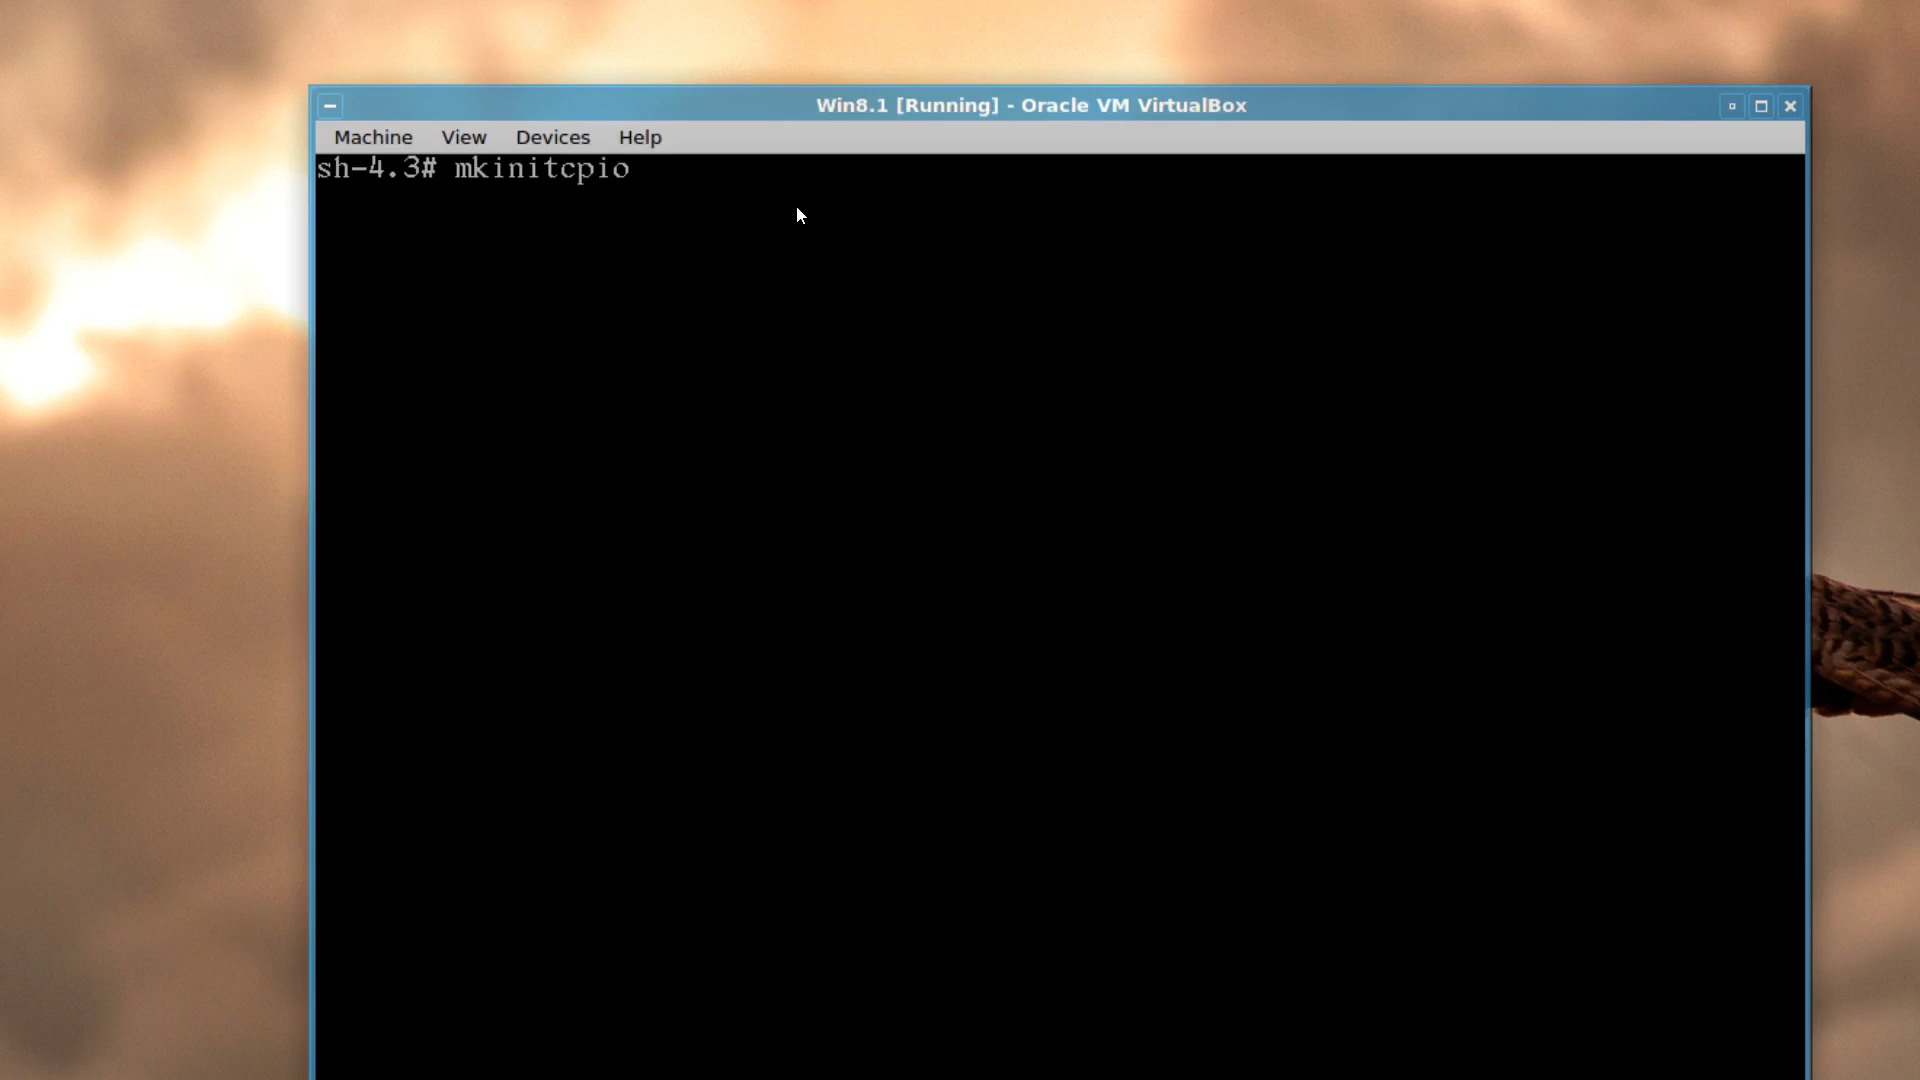 Win8.1 [Running] - Oracle VM VirtualBox
Machine View Devices Help
sh-4.3# mkinitcpio